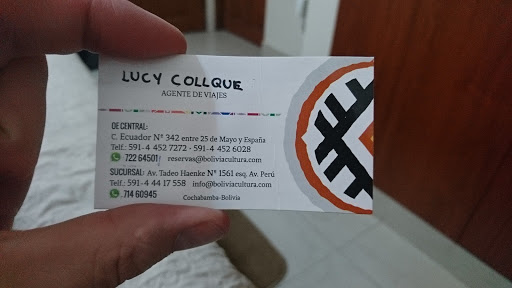 LUCY COLLQUE
AGENTE DE VIAJES
OF. CENTRAL:
C. Ecuador Nº 342 entre 25 de Mayo y España
Telf.: 591-4 452 7272 - 591-4 452 6028
722 64501 reservas@boliviacultura.com
SUCURSAL: Av. Tadeo Haenke Nº 1561 esq. Av. Perú
Telf.: 591-4 44 17 558 info@boliviacultura.com
714 60945
Cochabamba-Bolivia